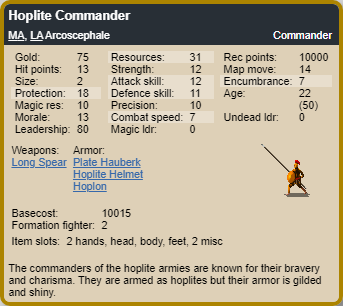 Hoplite Commander
MA, LA Arcoscephale Commander
Gold: 75 Resources: 31 Rec points: 10000
Hit points: 13 Strength: 12 Map move: 14
Size: 2 Attack skill: 12 Encumbrance: 7
Protection: 18 Defence skill: 11 Age: 22
Magic res: 10 Precision: 10 (50)
Morale: 13 Combat speed: 7 Undead ldr: 0
Leadership: 80 Magic ldr: 0
Weapons: Armor:
Long Spear Plate Hauberk
Hoplite Helmet
Hoplon
Basecost: 10015
Formation fighter: 2
Item slots: 2 hands, head, body, feet, 2 misc
The commanders of the hoplite armies are known for their bravery
and charisma. They are armed as hoplites but their armor is gilded
and shiny.